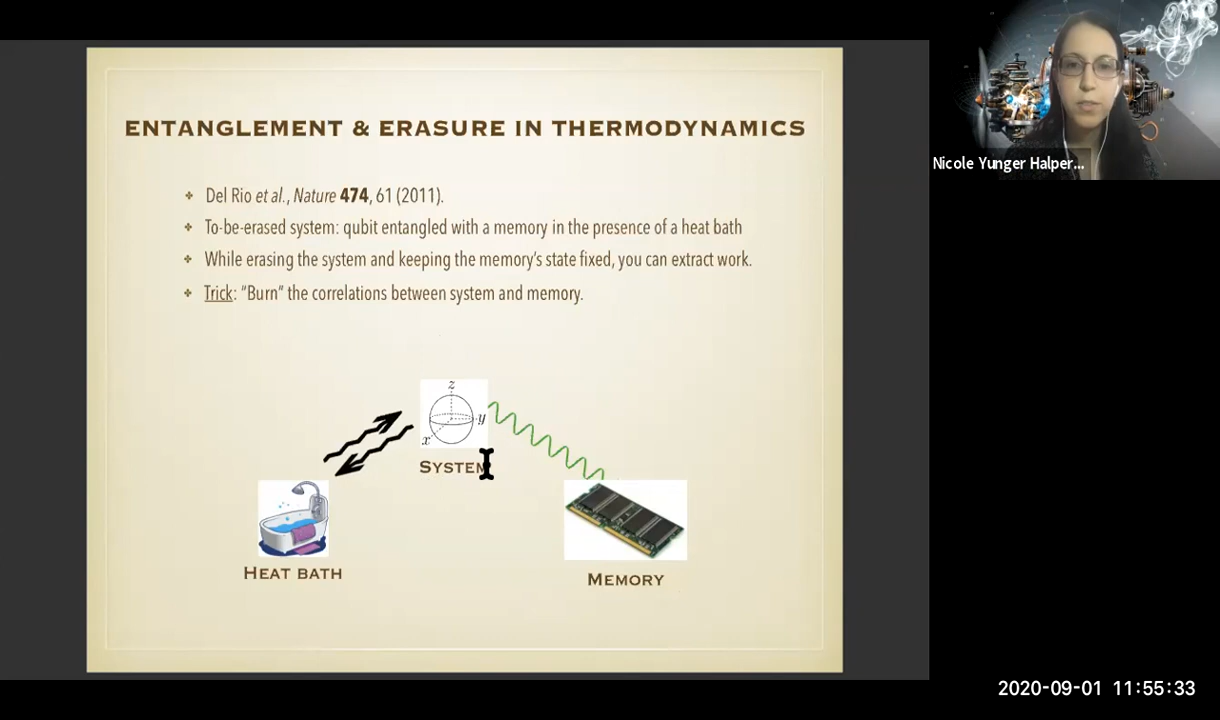 ENTANGLEMENT & ERASURE IN THERMODYNAMICS
Del Rio et al., Nature 474, 61 (2011).
To-be-erased system: qubit entangled with a memory in the presence of a heat bath
While erasing the system and keeping the memory's state fixed, you can extract work.
Trick: "Burn" the correlations between system and memory.
z
y
x
SYSTEM
HEAT BATH
MEMORY
Nicole Yunger Halper...
2020-09-01 11:55:33